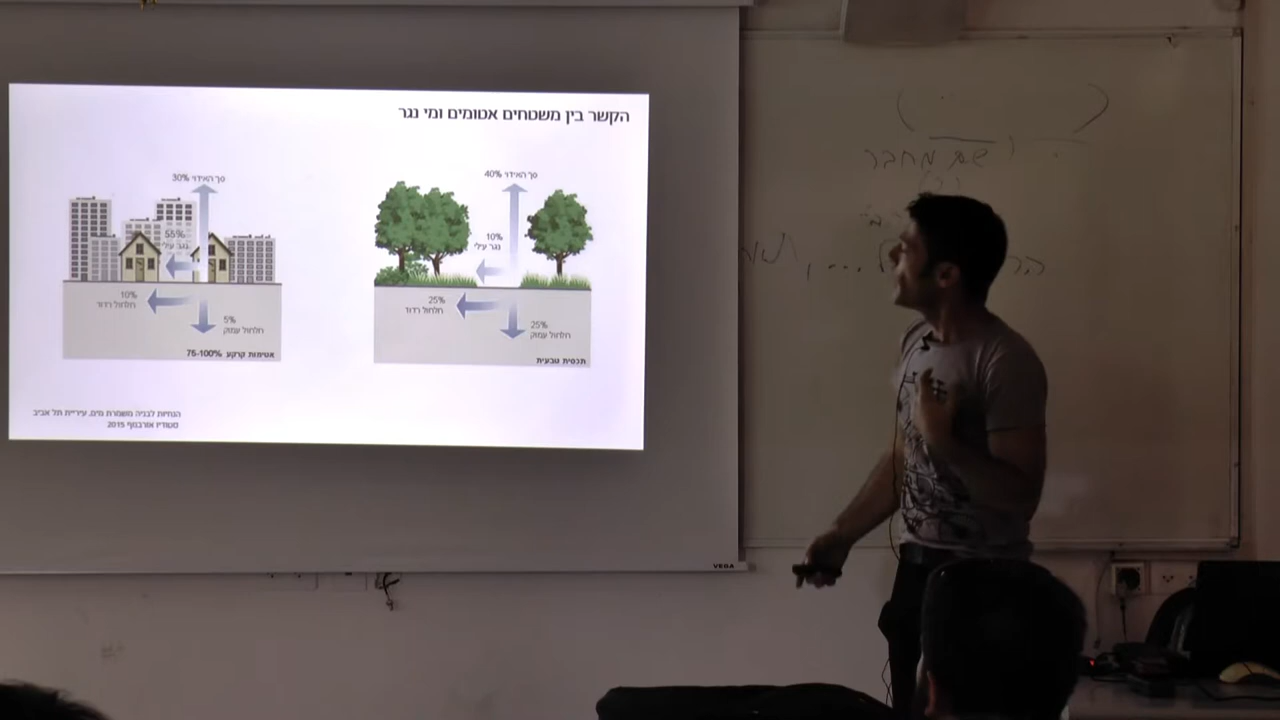 הקשר בין משטחים אטומים ומי נגר
סך האידוי 40%
10%
נגר עילי
25%
חלחול רדוד
25%
חלחול עמוק
תכסית טבעית
סך האידוי 30%
55%
נגר עילי
10%
חלחול רדוד
5%
חלחול עמוק
אטימות קרקע 76-100%
הנחיות לבניה משמרת מים, עיריית תל אביב
סטודיו אורבנוף 2015
שם מחבר
VEGA